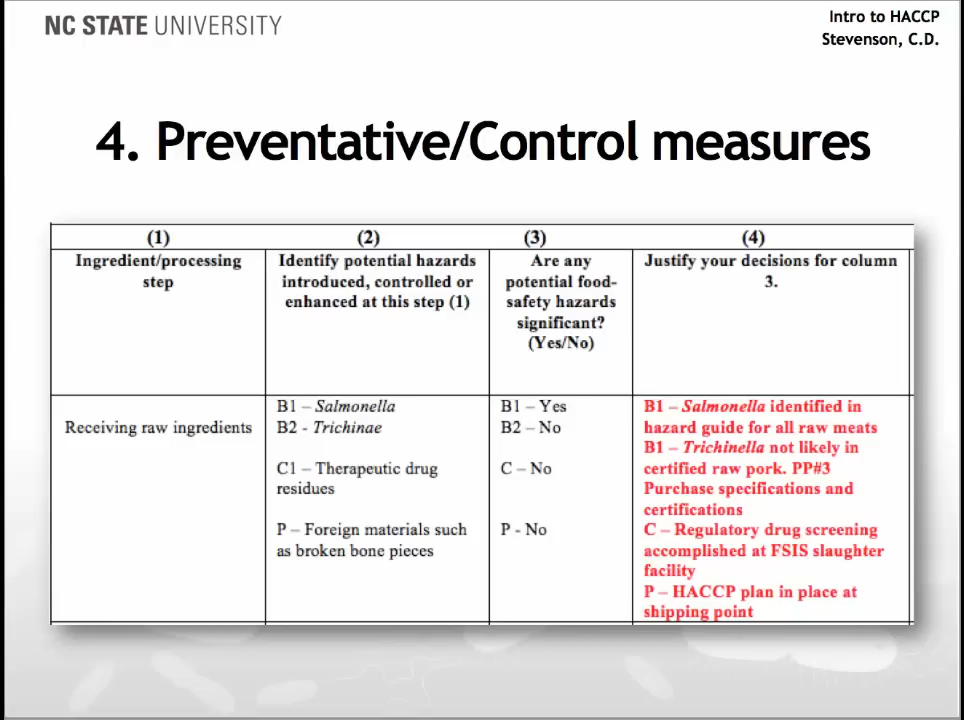 NC STATE UNIVERSITY
Intro to HACCP
Stevenson, C.D.
4. Preventative/Control measures
(1)
(2)
(3)
(4)
Ingredient/processing
step
Identify potential hazards
introduced, controlled or
enhanced at this step (1)
Are any
potential food-
safety hazards
significant?
(Yes/No)
Justify your decisions for column
3.
Receiving raw ingredients
B1 – Salmonella
B2 - Trichinae
C1 – Therapeutic drug
residues
P – Foreign materials such
as broken bone pieces
B1 – Yes
B2 – No
C – No
P - No
B1 – Salmonella identified in
hazard guide for all raw meats
B1 – Trichinella not likely in
certified raw pork. PP#3
Purchase specifications and
certifications
C – Regulatory drug screening
accomplished at FSIS slaughter
facility
P – HACCP plan in place at
shipping point